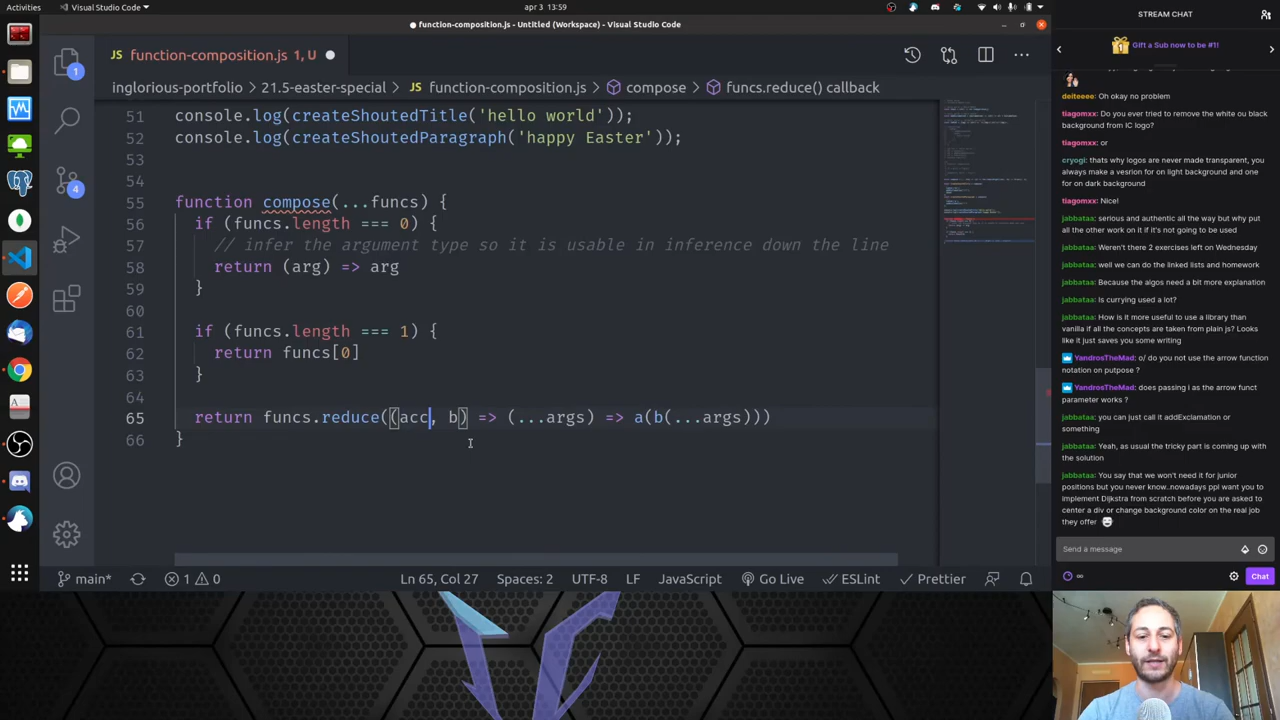 Activities
Visual Studio Code
apr 3 13:59
● function-composition.js - Untitled (Workspace) - Visual Studio Code
JS function-composition.js 1, U ●
inglorious-portfolio > 21.5-easter-special > JS function-composition.js > compose > funcs.reduce() callback
51 console.log(createShoutedTitle('hello world'));
52 console.log(createShoutedParagraph('Happy Easter'));
53
54
55 function compose(...funcs) {
56 if (funcs.length === 0) {
57 // infer the argument type so it is usable in inference down the line
58 return (arg) => arg
59 }
60
61 if (funcs.length === 1) {
62 return funcs[0]
63 }
64
65 return funcs.reduce((acc, b) => (...args) => a(b(...args)))
66 }
1
4
main*
1 0
Ln 65, Col 27
Spaces: 2
UTF-8
LF
JavaScript
Go Live
ESLint
Prettier
STREAM CHAT
Gift a Sub now to be #1!
deiteeee: Oh okay no problem
tiagomxx: Do you ever tried to remove the white ou black
background from IC logo?
tiagomxx: or
cryogi: thats why logos are never made transparent, you
always make a vesrion for on light background and one
for on dark background
tiagomxx: Nice!
jabbataa: serious and authentic all the way but why put
all the other work on it if it's not going to be used
jabbataa: Weren't there 2 exercises left on Wednesday
jabbataa: well we can do the linked lists and homework
jabbataa: Because the algos need a bit more explanation
jabbataa: Is currying used a lot?
jabbataa: How is it more useful to use a library than
vanilla if all the concepts are taken from plain js? Looks
like it just saves you some writing
YandrosTheMad: o/ do you not use the arrow function
notation on putpose ?
YandrosTheMad: does passing i as the arrow funct
parameter works ?
jabbataa: you can just call it addExclamation or
something
jabbataa: Yeah, as usual the tricky part is coming up with
the solution
jabbataa: You say that we won't need it for junior
positions but you never know..nowadays ppl want you to
implement Dijkstra from scratch before you are asked to
center a div or change background color on the real job
they offer
Send a message
Chat